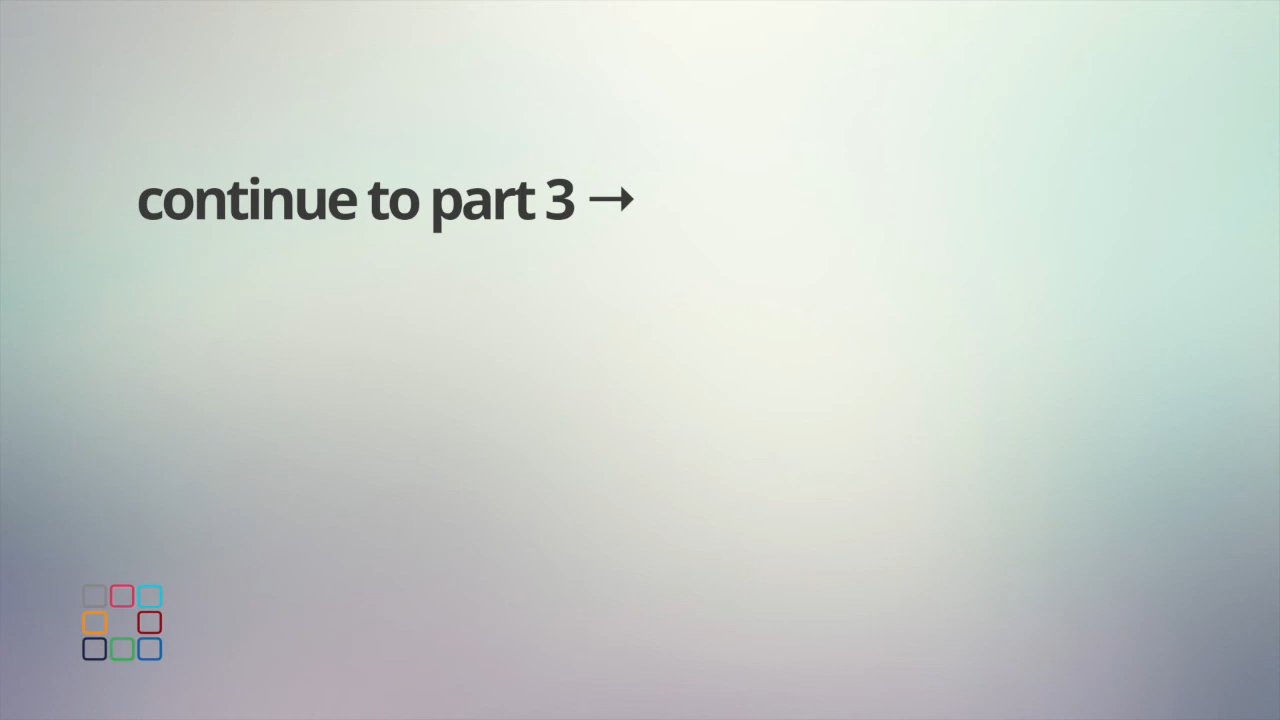 continue to part 3 →